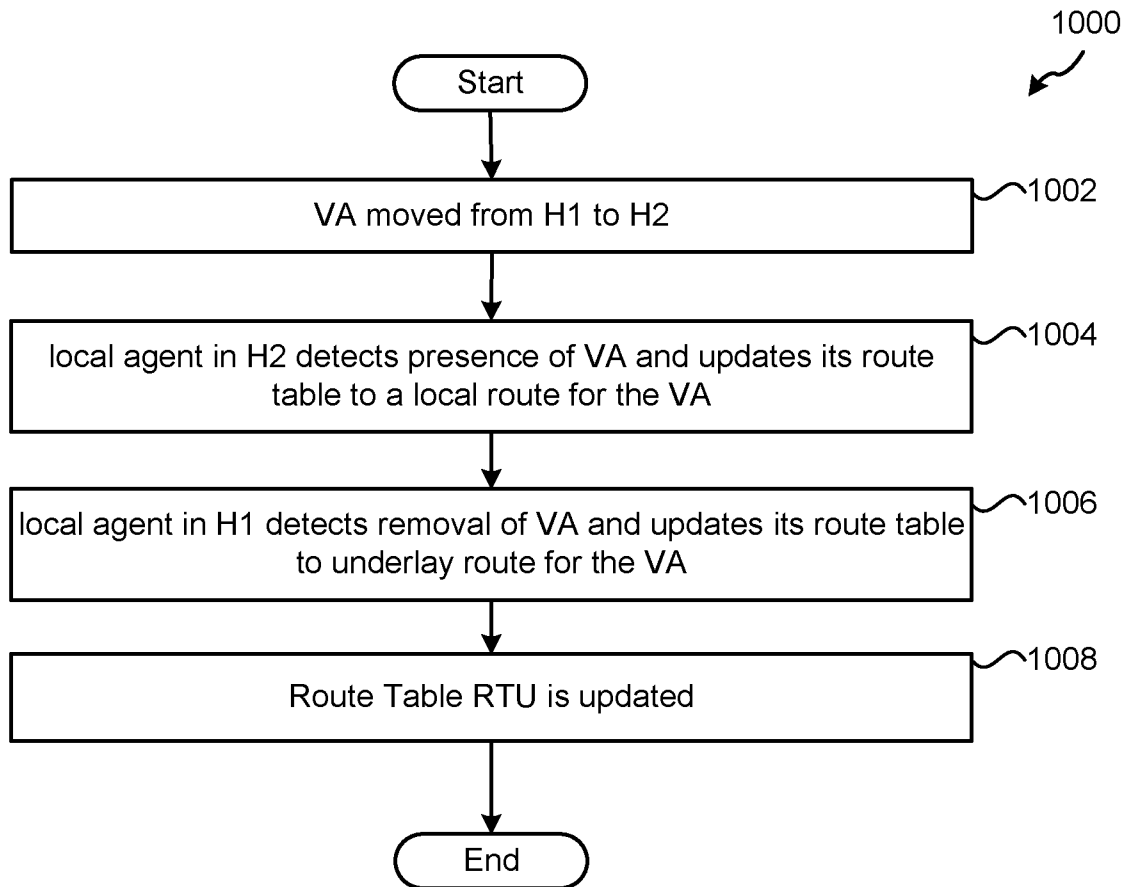 1000
Start
VA moved from H1 to H2
1002
local agent in H2 detects presence of VA and updates its route
table to a local route for the VA
1004
local agent in H1 detects removal of VA and updates its route table
to underlay route for the VA
1006
Route Table RTU is updated
1008
End